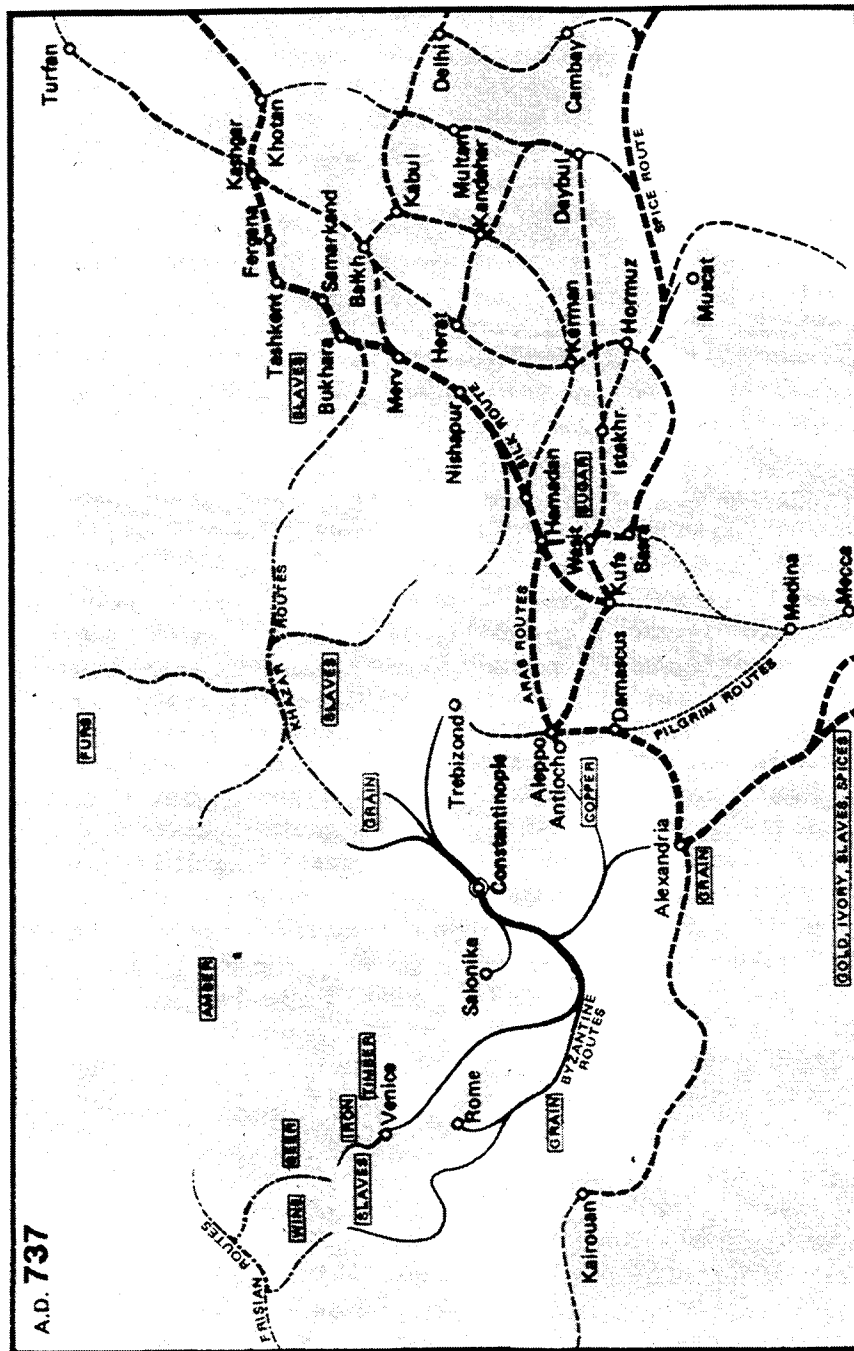 A.D. 737
FRISIAN
ROUTES
WINE
BEER
SLAVES
IRON
TIMBER
Venice
Rome
GRAIN
BYZANTINE
ROUTES
Kairouan
AMBER
Salonika
Constantinople
GRAIN
FURS
KHAZAR ROUTES
SLAVES
Trebizond
Aleppo
Antioch
COPPER
Damascus
Alexandria
GRAIN
GOLD, IVORY, SLAVES, SPICES
PILGRIM ROUTES
Medina
Mecca
ARAB ROUTES
Kufa
Wasit
Basra
Hamadan
SUGAR
Istakhr
SILK ROUTE
Nishapur
Merv
Bukhara
SLAVES
Tashkent
Samarkand
Fergana
Kashgar
Khotan
Turfan
Balkh
Kabul
Herat
Kandahar
Multan
Delhi
Cambay
Daybul
Kerman
Hormuz
Muscat
SPICE ROUTE